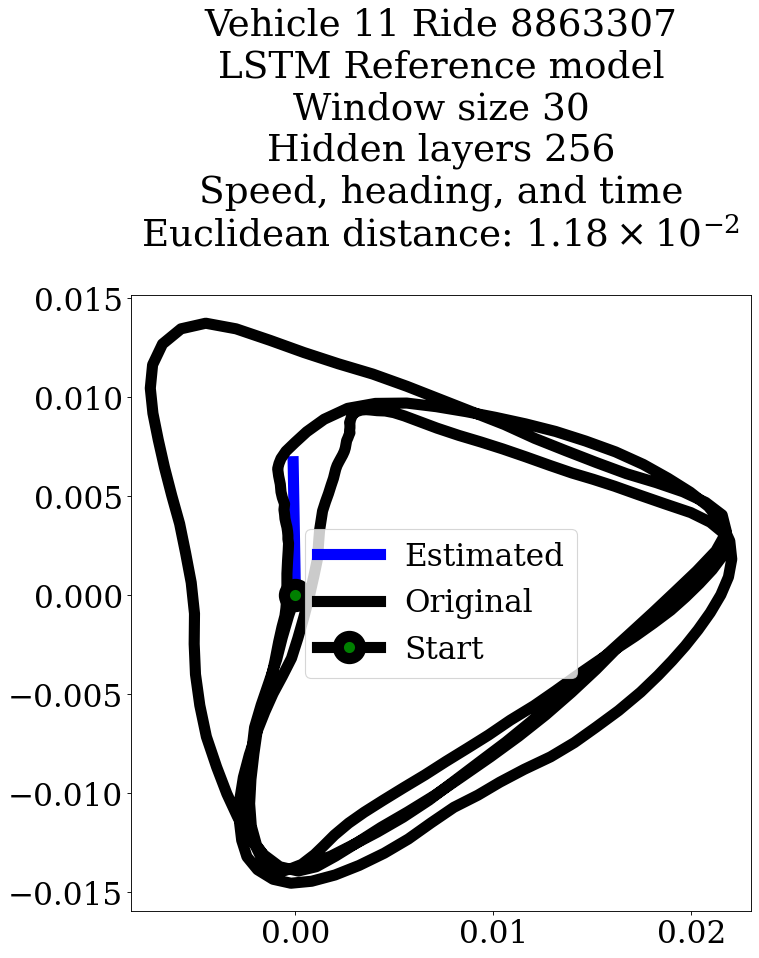 Vehicle 11 Ride 8863307
LSTM Reference model
Window size 30
Hidden layers 256
Speed, heading, and time
Euclidean distance: 1.18 × 10⁻²
0.015
0.010
0.005
0.000
−0.005
−0.010
−0.015
Estimated
Original
Start
0.00
0.01
0.02